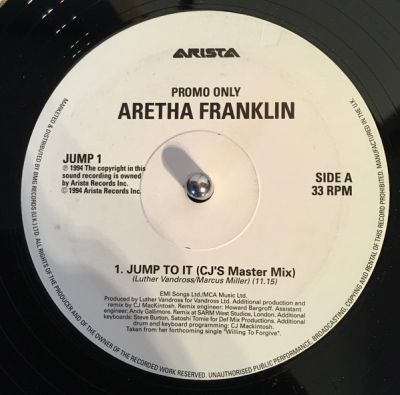 ARISTA
PROMO ONLY
ARETHA FRANKLIN
JUMP 1
℗ 1994 The copyright in this
sound recording is owned
by Arista Records Inc.
© 1994 Arista Records Inc.
SIDE A
33 RPM
1. JUMP TO IT (CJ'S Master Mix)
(Luther Vandross/Marcus Miller) (11.15)
EMI Songs Ltd./MCA Music Ltd.
Produced by Luther Vandross for Vandross Ltd. Additional production and
remix by CJ MacKintosh. Remix engineer: Howard Bargroff. Assistant
engineer: Andy Gallimore. Remix at SARM West Studios, London. Additional
keyboards: Steve Burton, Satoshi Tomiie for Def Mix Productions. Additional
drum and keyboard programming: CJ Mackintosh.
Taken from her forthcoming single "Willing To Forgive".
MARKETED & DISTRIBUTED BY BMG RECORDS (UK) LTD. ALL RIGHTS OF THE PRODUCER AND OF THE OWNER OF THE RECORDED WORK RESERVED. UNAUTHORISED PUBLIC PERFORMANCE, BROADCASTING, COPYING AND RENTAL OF THIS RECORD PROHIBITED. MANUFACTURED IN THE U.K.